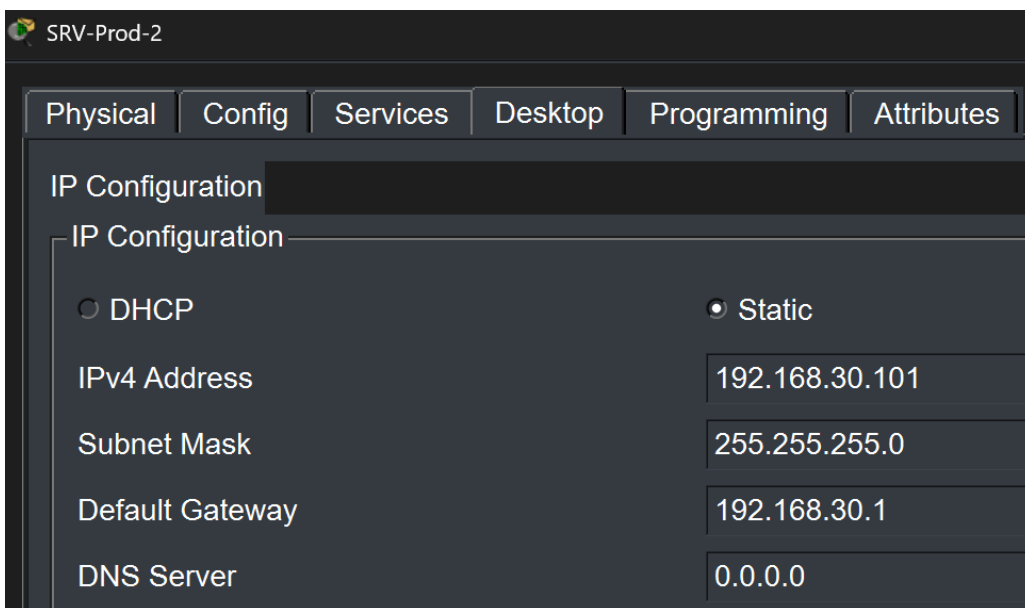 SRV-Prod-2
Physical Config Services Desktop Programming Attributes
IP Configuration
IP Configuration
DHCP Static
IPv4 Address 192.168.30.101
Subnet Mask 255.255.255.0
Default Gateway 192.168.30.1
DNS Server 0.0.0.0